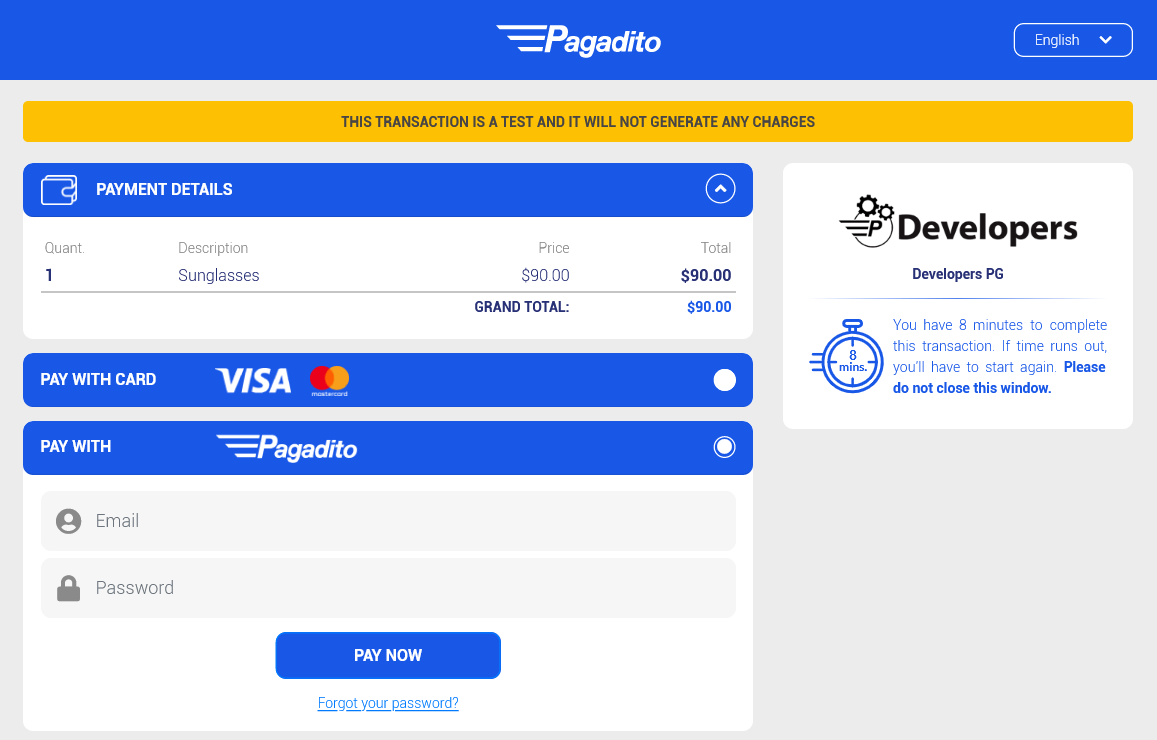 Pagadito
English
THIS TRANSACTION IS A TEST AND IT WILL NOT GENERATE ANY CHARGES
PAYMENT DETAILS
Quant. Description Price Total
1 Sunglasses $90.00 $90.00
GRAND TOTAL: $90.00
PAY WITH CARD VISA mastercard
PAY WITH Pagadito
Email
Password
PAY NOW
Forgot your password?
P Developers
Developers PG
8
mins.
You have 8 minutes to complete
this transaction. If time runs out,
you'll have to start again. Please
do not close this window.